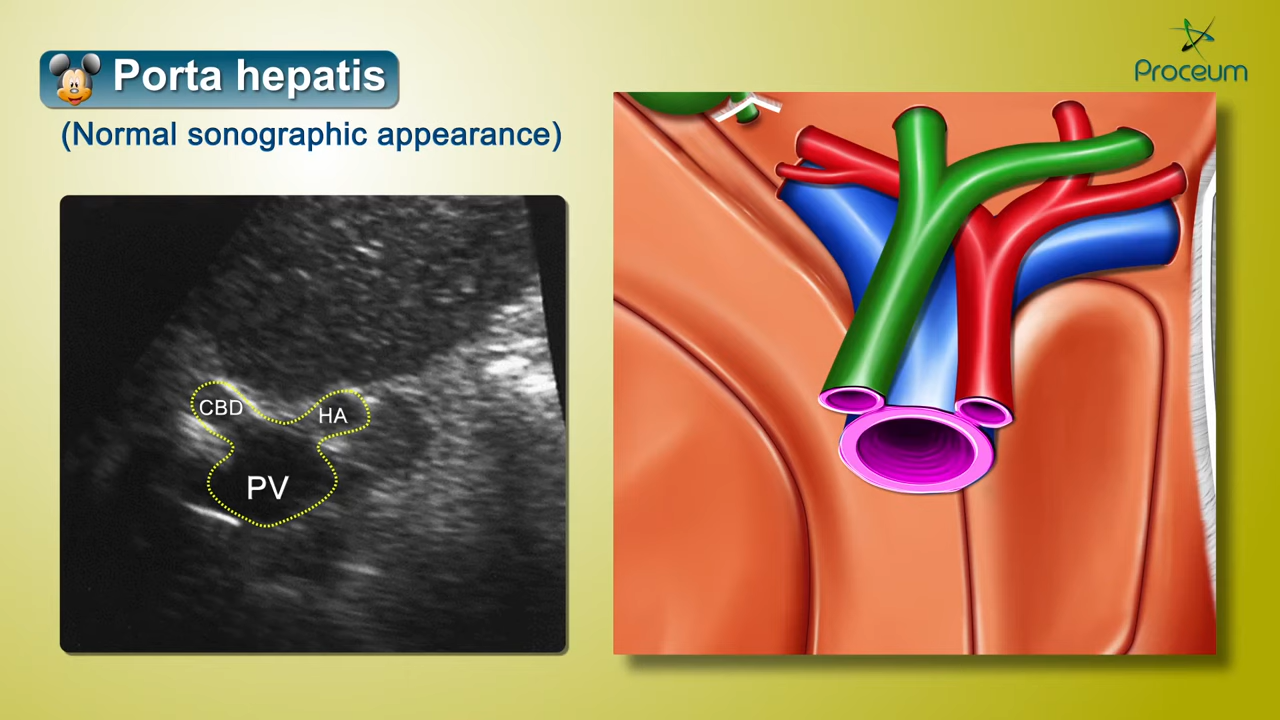 Porta hepatis
(Normal sonographic appearance)
Proceum
CBD
HA
PV